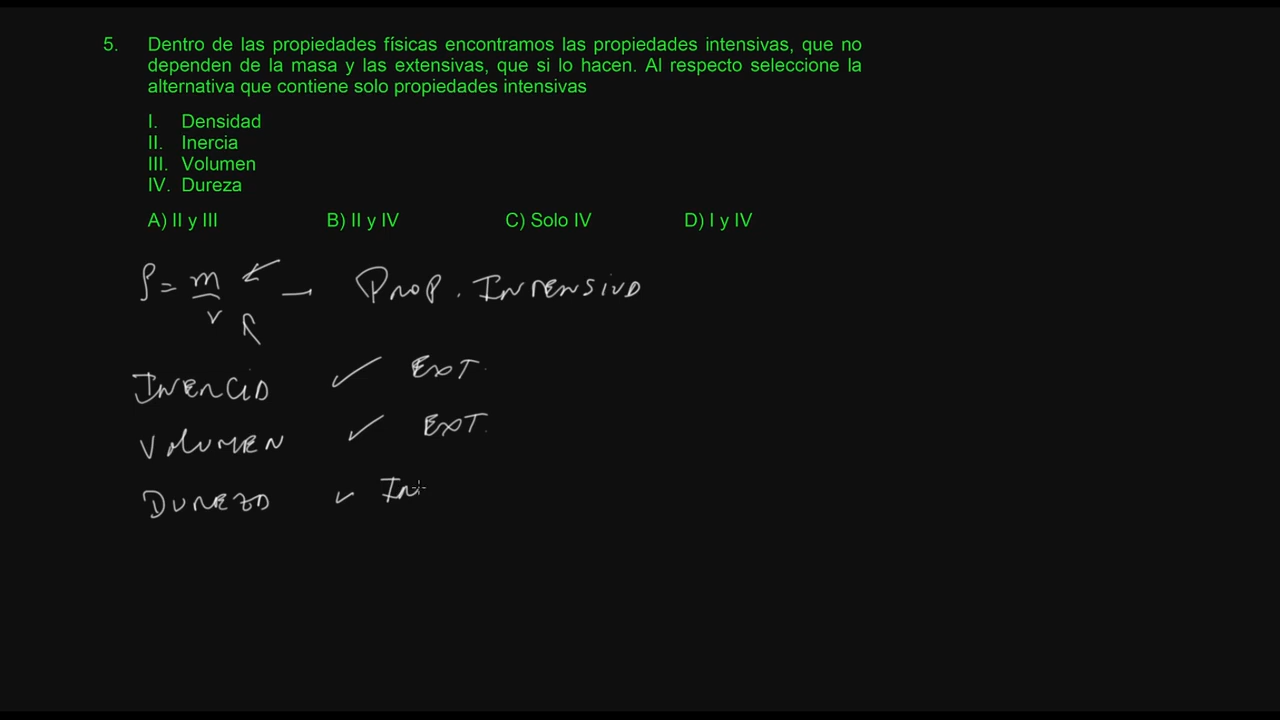 5. Dentro de las propiedades físicas encontramos las propiedades intensivas, que no
dependen de la masa y las extensivas, que si lo hacen. Al respecto seleccione la
alternativa que contiene solo propiedades intensivas
I. Densidad
II. Inercia
III. Volumen
IV. Dureza
A) II y III B) II y IV C) Solo IV D) I y IV
ρ = m/v — PROP. INTENSIVA
INERCIA ✓ EXT.
VOLUMEN ✓ EXT.
DUREZA ✓ IN